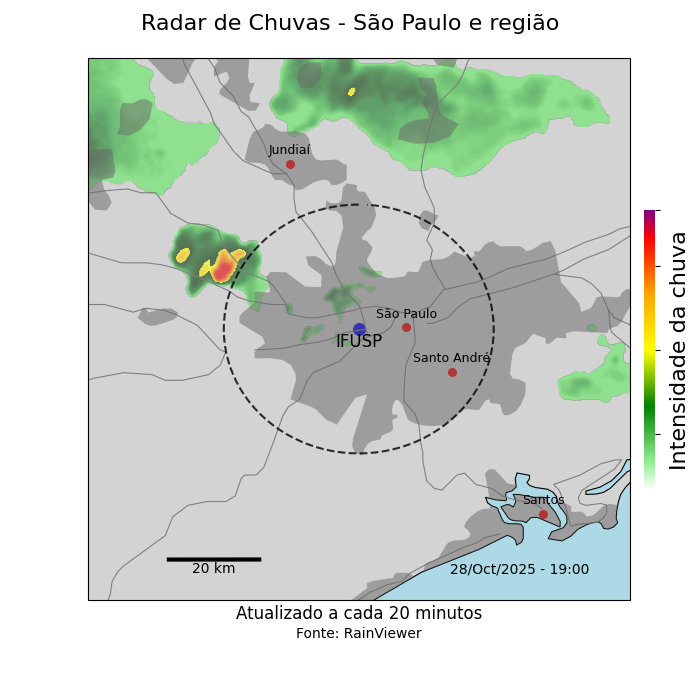 Radar de Chuvas - São Paulo e região
Jundiaí
São Paulo
IFUSP
Santo André
Santos
20 km
28/Oct/2025 - 19:00
Intensidade da chuva
Atualizado a cada 20 minutos
Fonte: RainViewer